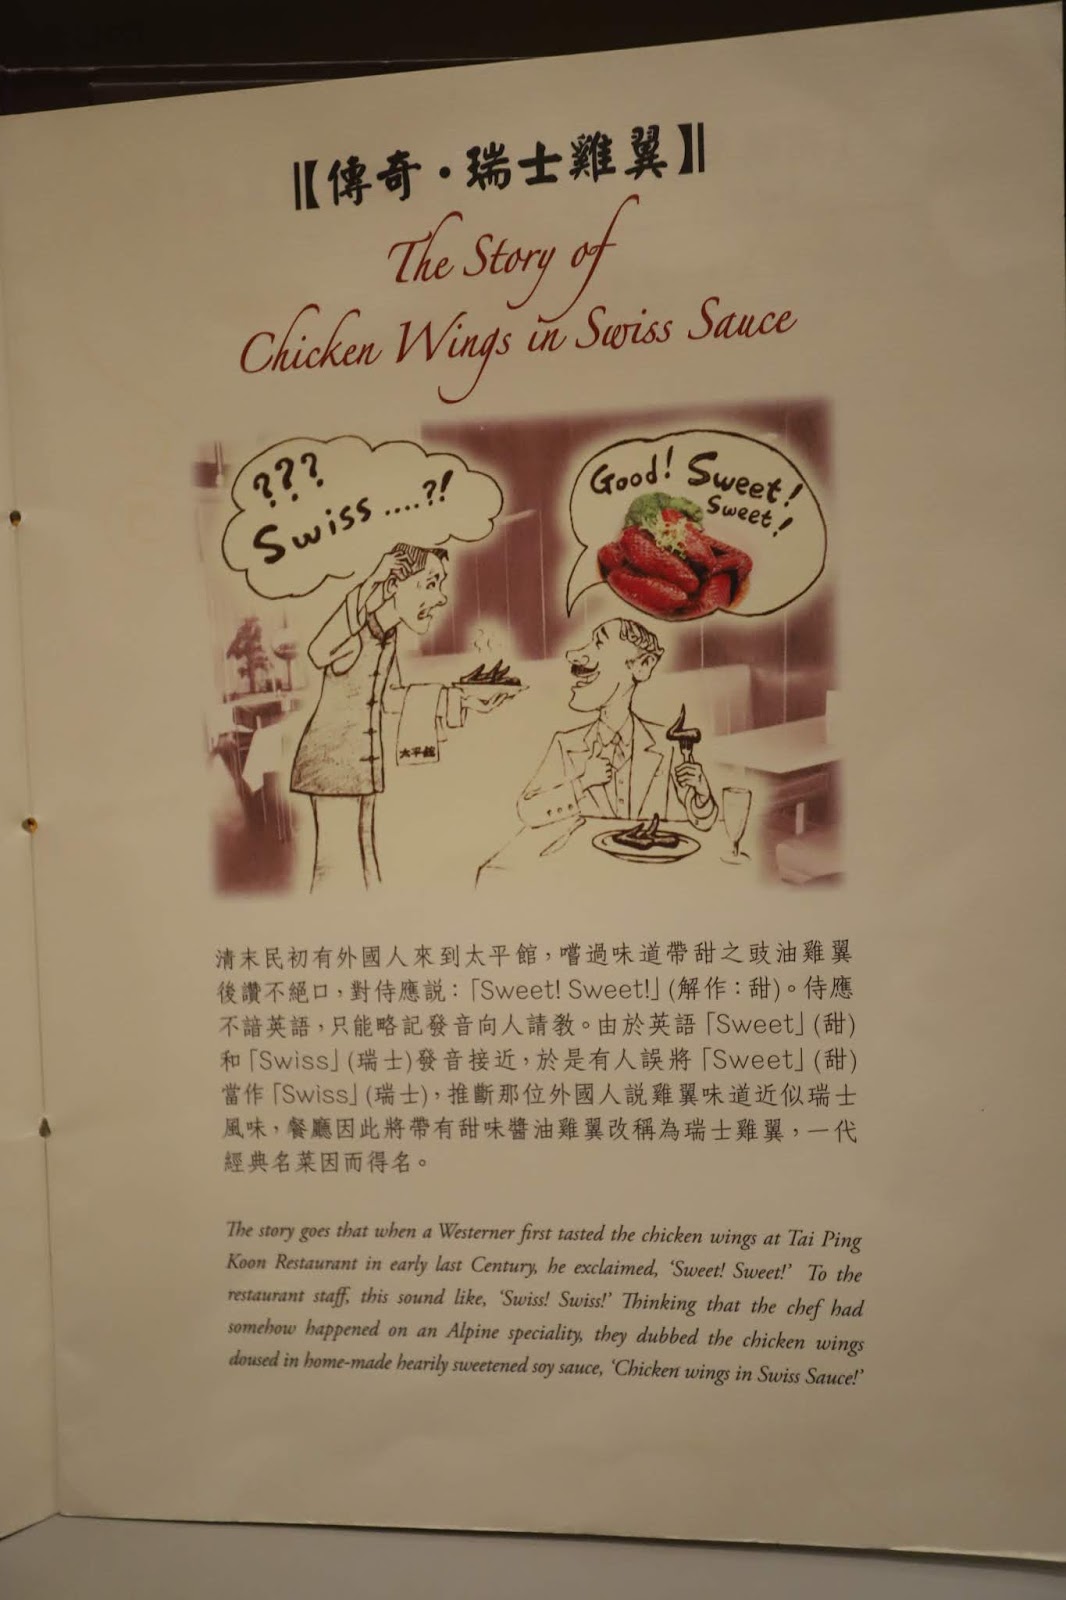 【傳奇·瑞士雞翼】
The Story of
Chicken Wings in Swiss Sauce
???
Swiss ....?!
Good! Sweet!
Sweet!
太平館
清末民初有外國人來到太平館，嚐過味道帶甜之豉油雞翼
後讚不絕口，對侍應說：「Sweet! Sweet!」(解作：甜)。侍應
不諳英語，只能略記發音向人請教。由於英語「Sweet」(甜)
和「Swiss」(瑞士)發音接近，於是有人誤將「Sweet」(甜)
當作「Swiss」(瑞士)，推斷那位外國人說雞翼味道近似瑞士
風味，餐廳因此將帶有甜味醬油雞翼改稱為瑞士雞翼，一代
經典名菜因而得名。
The story goes that when a Westerner first tasted the chicken wings at Tai Ping
Koon Restaurant in early last Century, he exclaimed, ‘Sweet! Sweet!’ To the
restaurant staff, this sound like, ‘Swiss! Swiss!’ Thinking that the chef had
somehow happened on an Alpine speciality, they dubbed the chicken wings
doused in home-made hearily sweetened soy sauce, ‘Chicken wings in Swiss Sauce!’